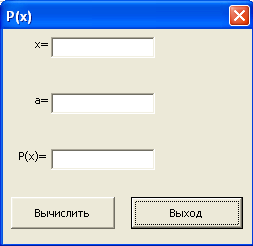 P(x)
x=
a=
P(x)=
Вычислить Выход